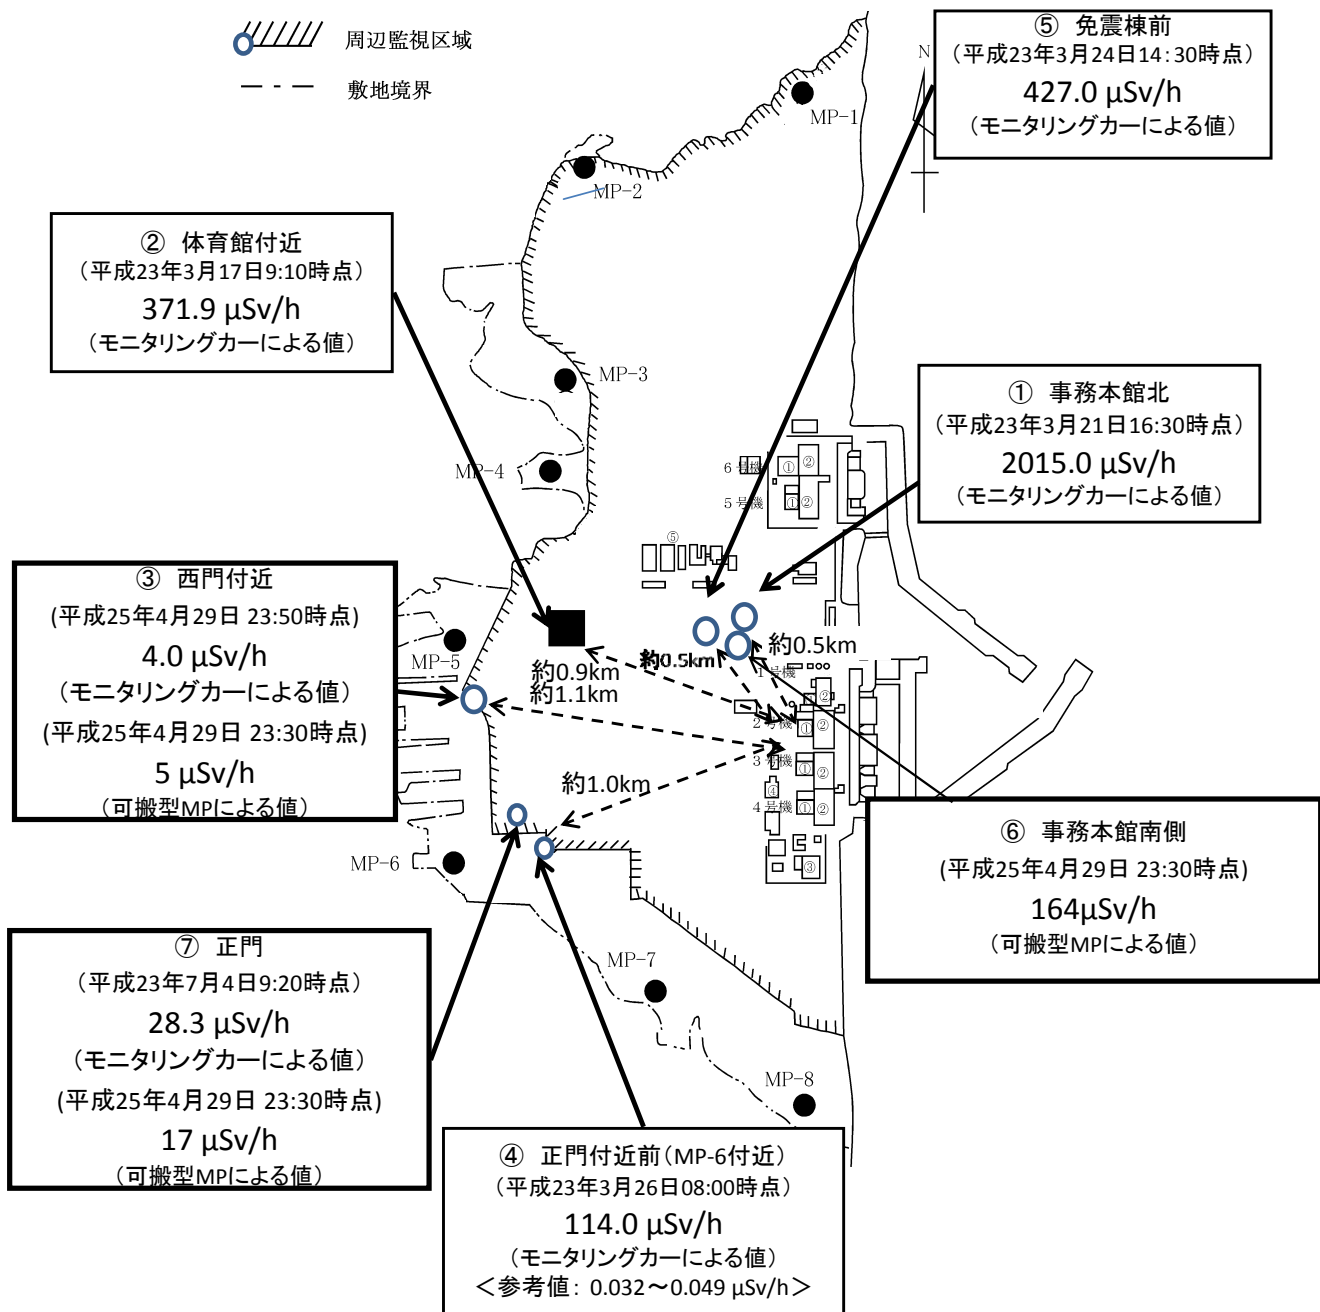 周辺監視区域
敷地境界
⑤ 免震棟前
(平成23年3月24日14:30時点)
427.0 μSv/h
(モニタリングカーによる値)
N
MP-1
MP-2
② 体育館付近
(平成23年3月17日9:10時点)
371.9 μSv/h
(モニタリングカーによる値)
MP-3
① 事務本館北
(平成23年3月21日16:30時点)
2015.0 μSv/h
(モニタリングカーによる値)
MP-4
6号機
①
②
5号機
①
②
⑤
③ 西門付近
(平成25年4月29日 23:50時点)
4.0 μSv/h
(モニタリングカーによる値)
(平成25年4月29日 23:30時点)
5 μSv/h
(可搬型MPによる値)
MP-5
約0.9km
約1.1km
約0.5km
約0.5km
1号機
②
2号機
①
②
3号機
①
②
④
4号機
①
②
③
約1.0km
⑥ 事務本館南側
(平成25年4月29日 23:30時点)
164μSv/h
(可搬型MPによる値)
MP-6
⑦ 正門
(平成23年7月4日9:20時点)
28.3 μSv/h
(モニタリングカーによる値)
(平成25年4月29日 23:30時点)
17 μSv/h
(可搬型MPによる値)
MP-7
MP-8
④ 正門付近前(MP-6付近)
(平成23年3月26日08:00時点)
114.0 μSv/h
(モニタリングカーによる値)
<参考値: 0.032~0.049 μSv/h>